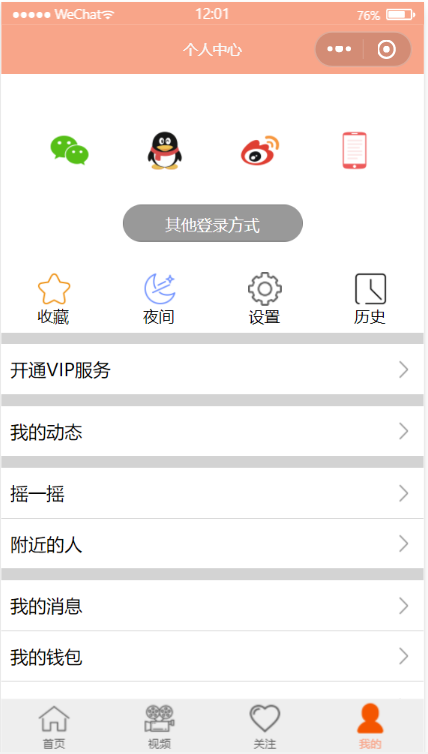 WeChat 12:01 76%
个人中心
其他登录方式
收藏 夜间 设置 历史
开通VIP服务
我的动态
摇一摇
附近的人
我的消息
我的钱包
首页 视频 关注 我的